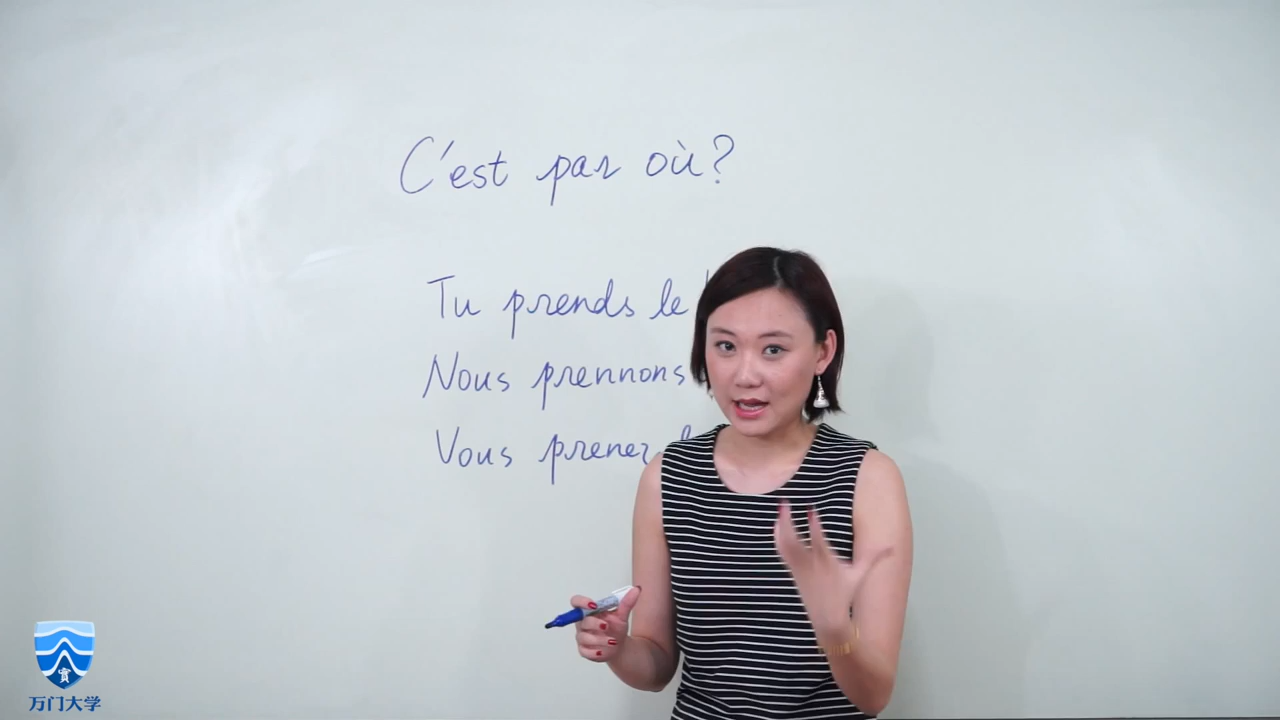 C'est par où?
Tu prends le
Nous prennons
Vous prenez
万门大学